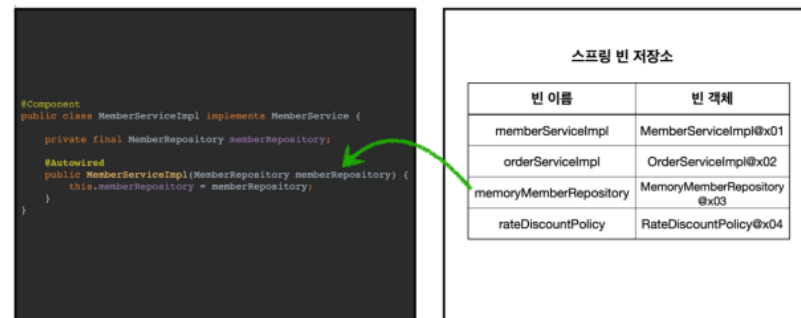 @Component
public class MemberServiceImpl implements MemberService {
private final MemberRepository memberRepository;
@Autowired
public MemberServiceImpl(MemberRepository memberRepository) {
this.memberRepository = memberRepository;
}
}
스프링 빈 저장소
빈 이름 빈 객체
memberServiceImpl MemberServiceImpl@x01
orderServiceImpl OrderServiceImpl@x02
memoryMemberRepository MemoryMemberRepository
@x03
rateDiscountPolicy RateDiscountPolicy@x04